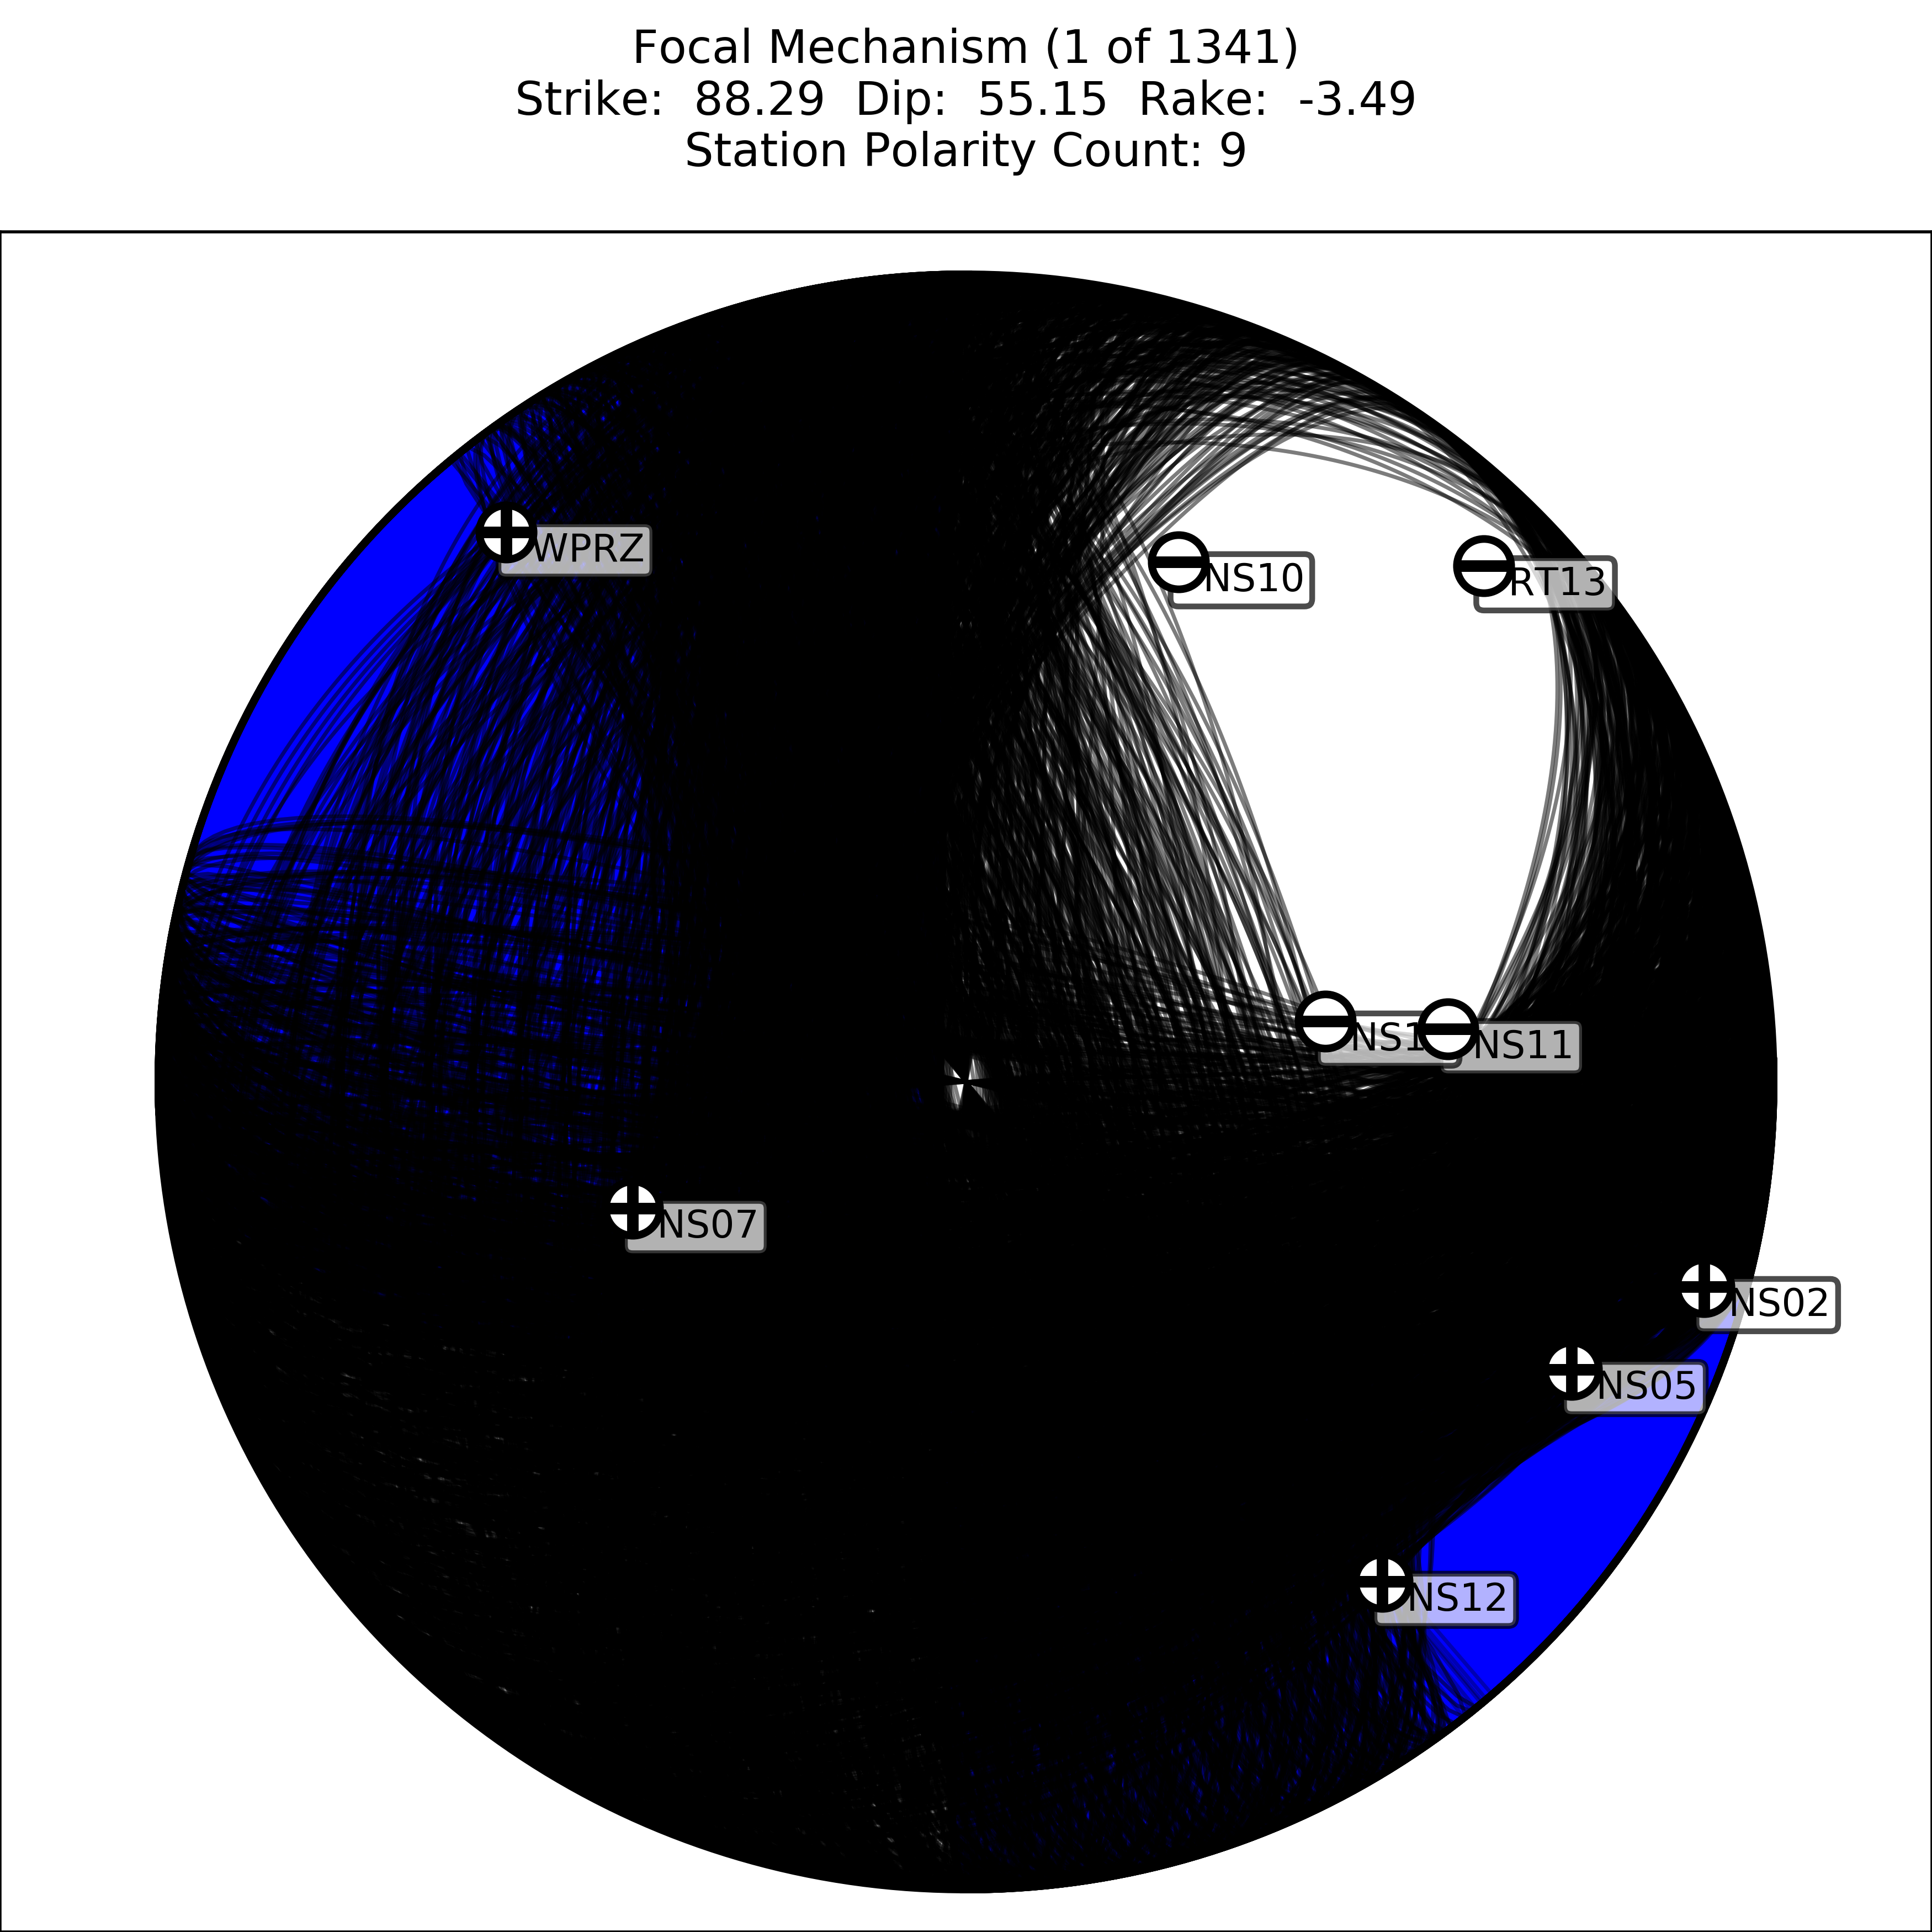 Focal Mechanism (1 of 1341)
Strike: 88.29 Dip: 55.15 Rake: -3.49
Station Polarity Count: 9
WPRZ
NS10
RT13
NS11
NS07
NS02
NS05
NS12